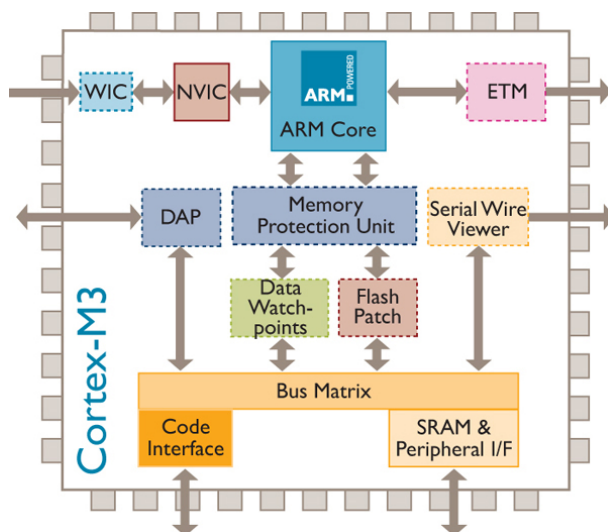 WIC
NVIC
ARM
POWERED
ARM Core
ETM
DAP
Memory
Protection Unit
Serial Wire
Viewer
Data
Watch-
points
Flash
Patch
Cortex-M3
Bus Matrix
Code
Interface
SRAM &
Peripheral I/F